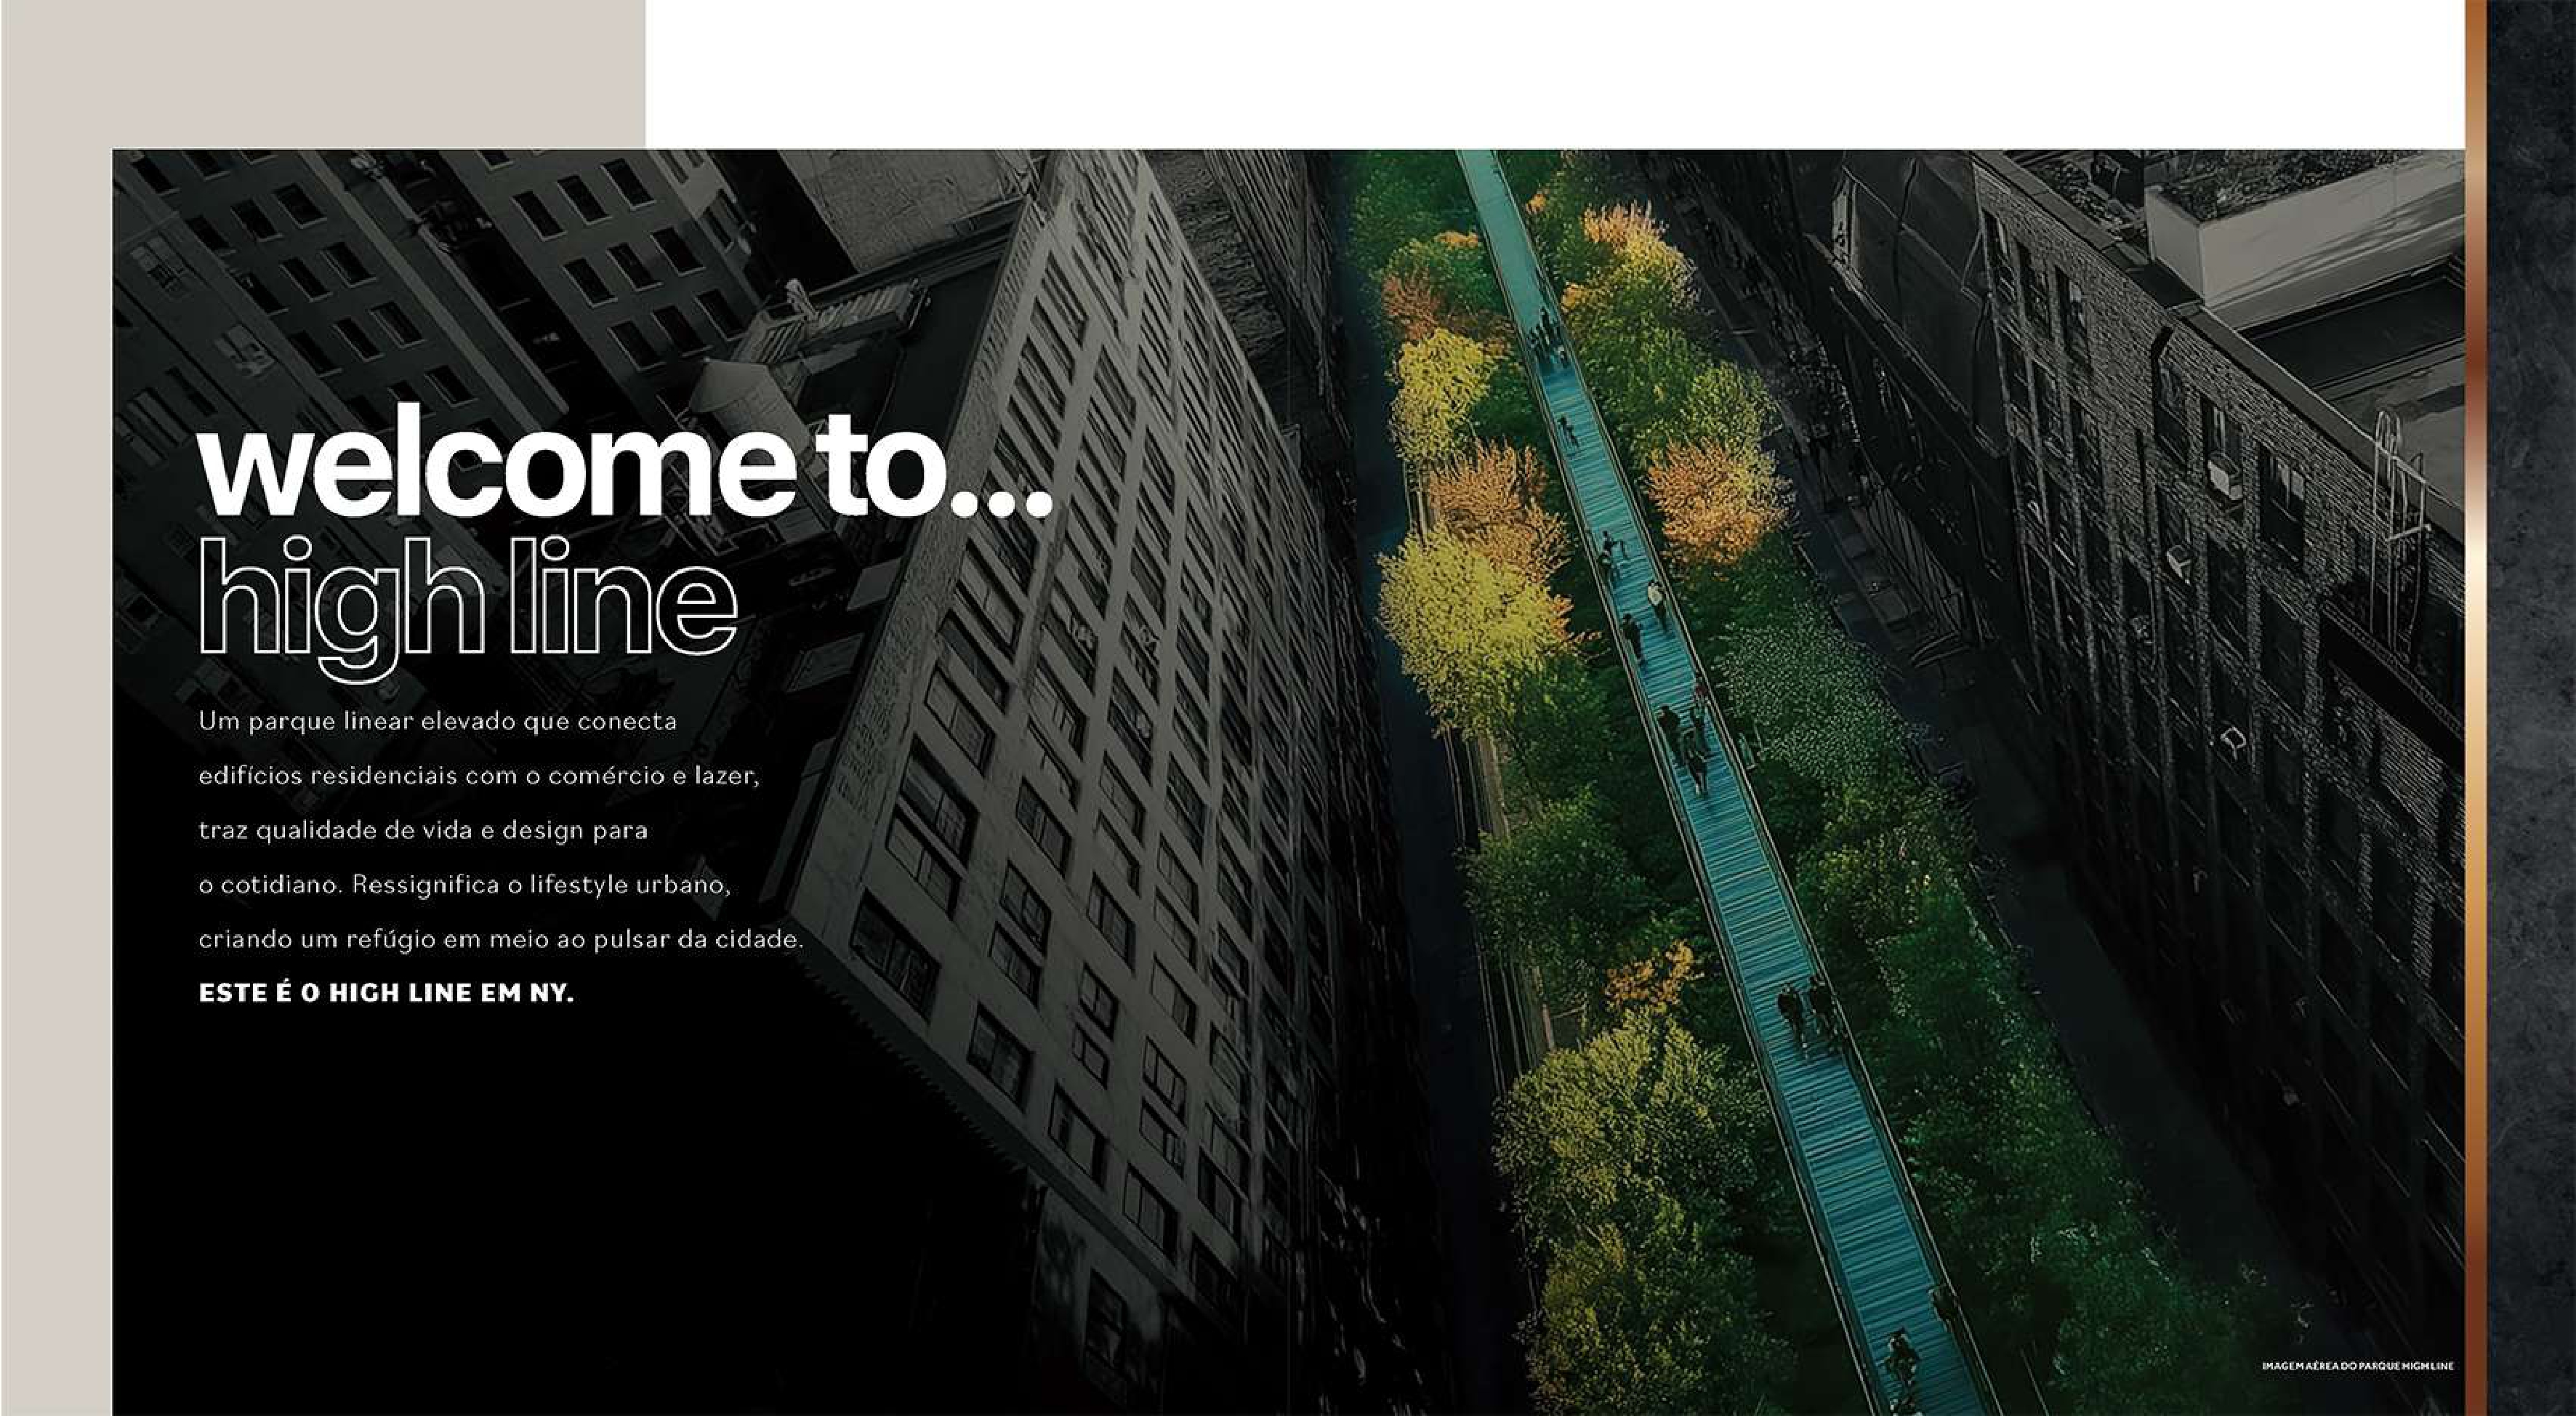 welcome to...
high line
Um parque linear elevado que conecta
edifícios residenciais com o comércio e lazer,
traz qualidade de vida e design para
o cotidiano. Ressignifica o lifestyle urbano,
criando um refúgio em meio ao pulsar da cidade.
ESTE É O HIGH LINE EM NY.
IMAGEM AÉREA DO PARQUE HIGH LINE